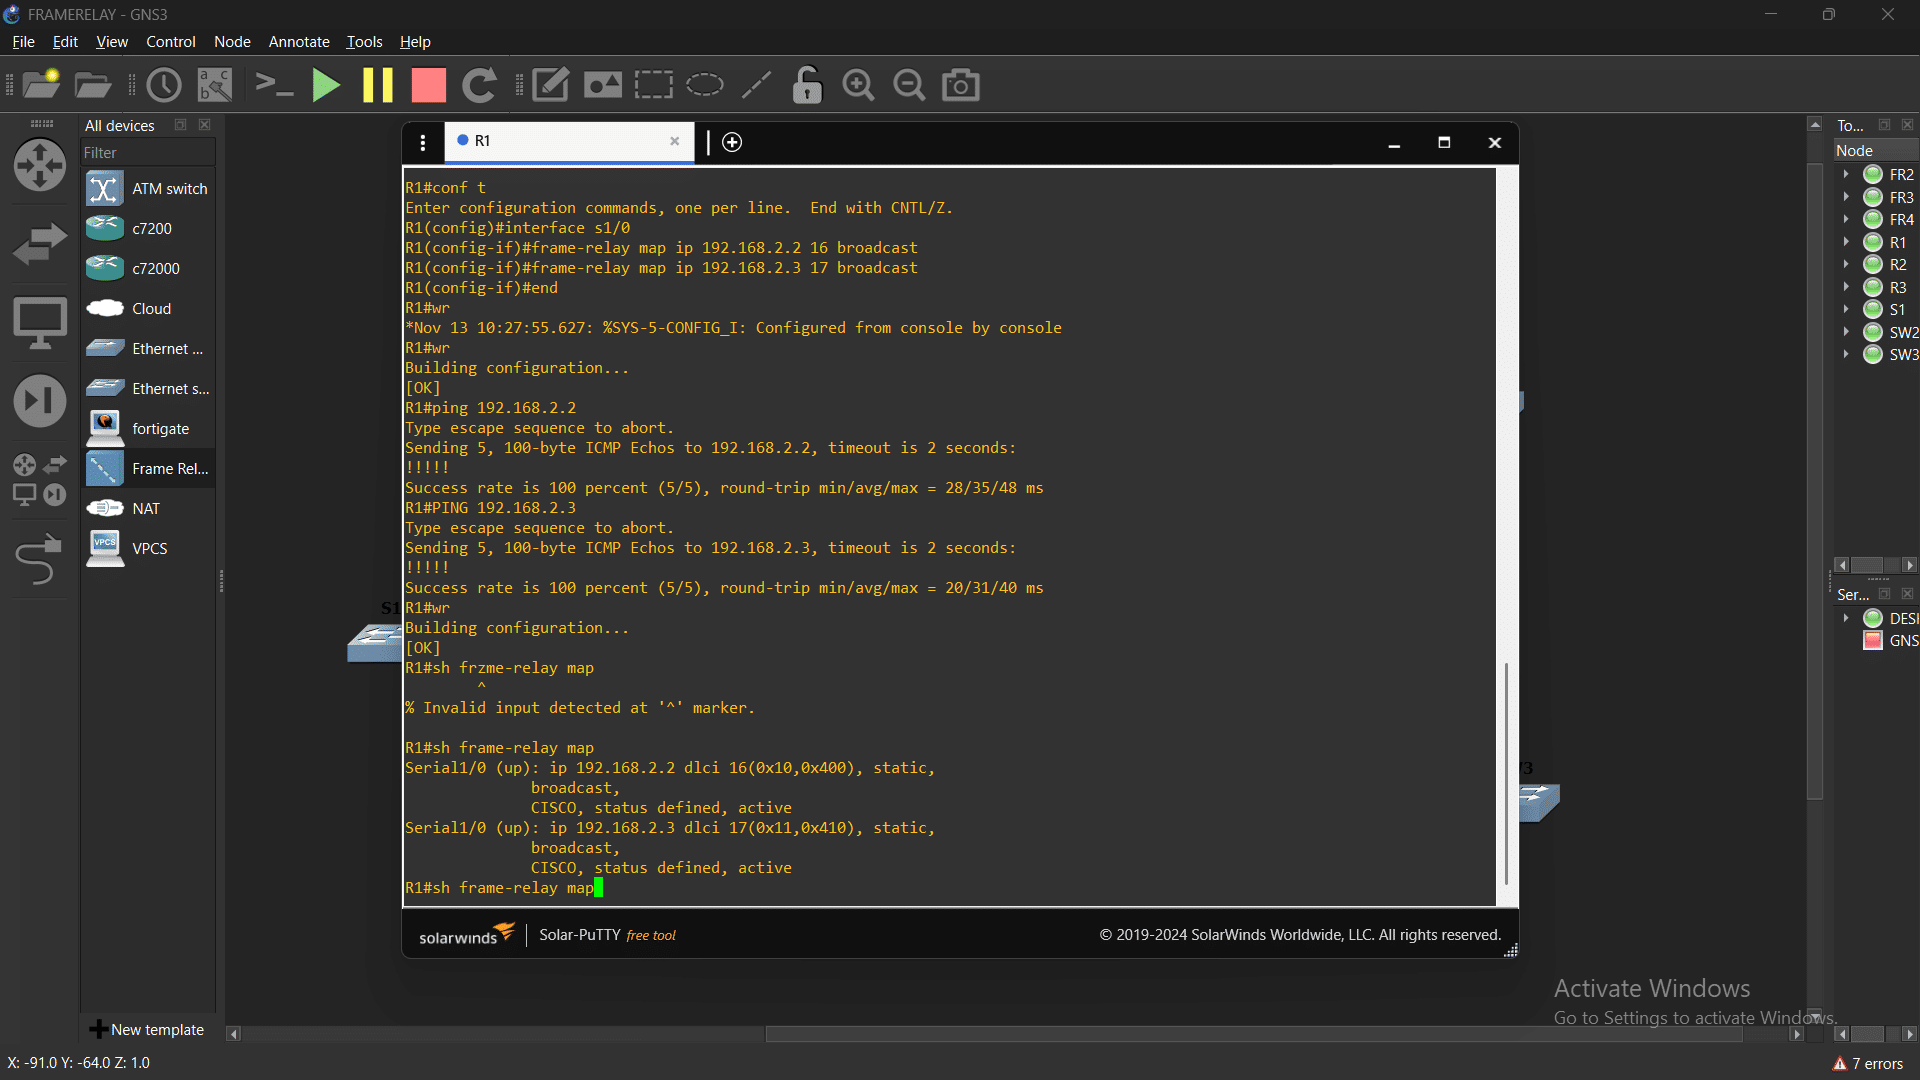 FRAMERELAY - GNS3
File Edit View Control Node Annotate Tools Help
All devices
Filter
ATM switch
c7200
c72000
Cloud
Ethernet ...
Ethernet s...
fortigate
Frame Rel...
NAT
VPCS
VPCS
New template
S1
R1
R1#conf t
Enter configuration commands, one per line.  End with CNTL/Z.
R1(config)#interface s1/0
R1(config-if)#frame-relay map ip 192.168.2.2 16 broadcast
R1(config-if)#frame-relay map ip 192.168.2.3 17 broadcast
R1(config-if)#end
R1#wr
*Nov 13 10:27:55.627: %SYS-5-CONFIG_I: Configured from console by console
R1#wr
Building configuration...
[OK]
R1#ping 192.168.2.2
Type escape sequence to abort.
Sending 5, 100-byte ICMP Echos to 192.168.2.2, timeout is 2 seconds:
!!!!!
Success rate is 100 percent (5/5), round-trip min/avg/max = 28/35/48 ms
R1#PING 192.168.2.3
Type escape sequence to abort.
Sending 5, 100-byte ICMP Echos to 192.168.2.3, timeout is 2 seconds:
!!!!!
Success rate is 100 percent (5/5), round-trip min/avg/max = 20/31/40 ms
R1#wr
Building configuration...
[OK]
R1#sh frzme-relay map
^
% Invalid input detected at '^' marker.
R1#sh frame-relay map
Serial1/0 (up): ip 192.168.2.2 dlci 16(0x10,0x400), static,
broadcast,
CISCO, status defined, active
Serial1/0 (up): ip 192.168.2.3 dlci 17(0x11,0x410), static,
broadcast,
CISCO, status defined, active
R1#sh frame-relay map
solarwinds
Solar-PuTTY free tool
© 2019-2024 SolarWinds Worldwide, LLC. All rights reserved.
To...
Node
FR2
FR3
FR4
R1
R2
R3
S1
SW2
SW3
Ser...
DESI
GNS
Activate Windows
Go to Settings to activate Windows.
X: -91.0 Y: -64.0 Z: 1.0
7 errors